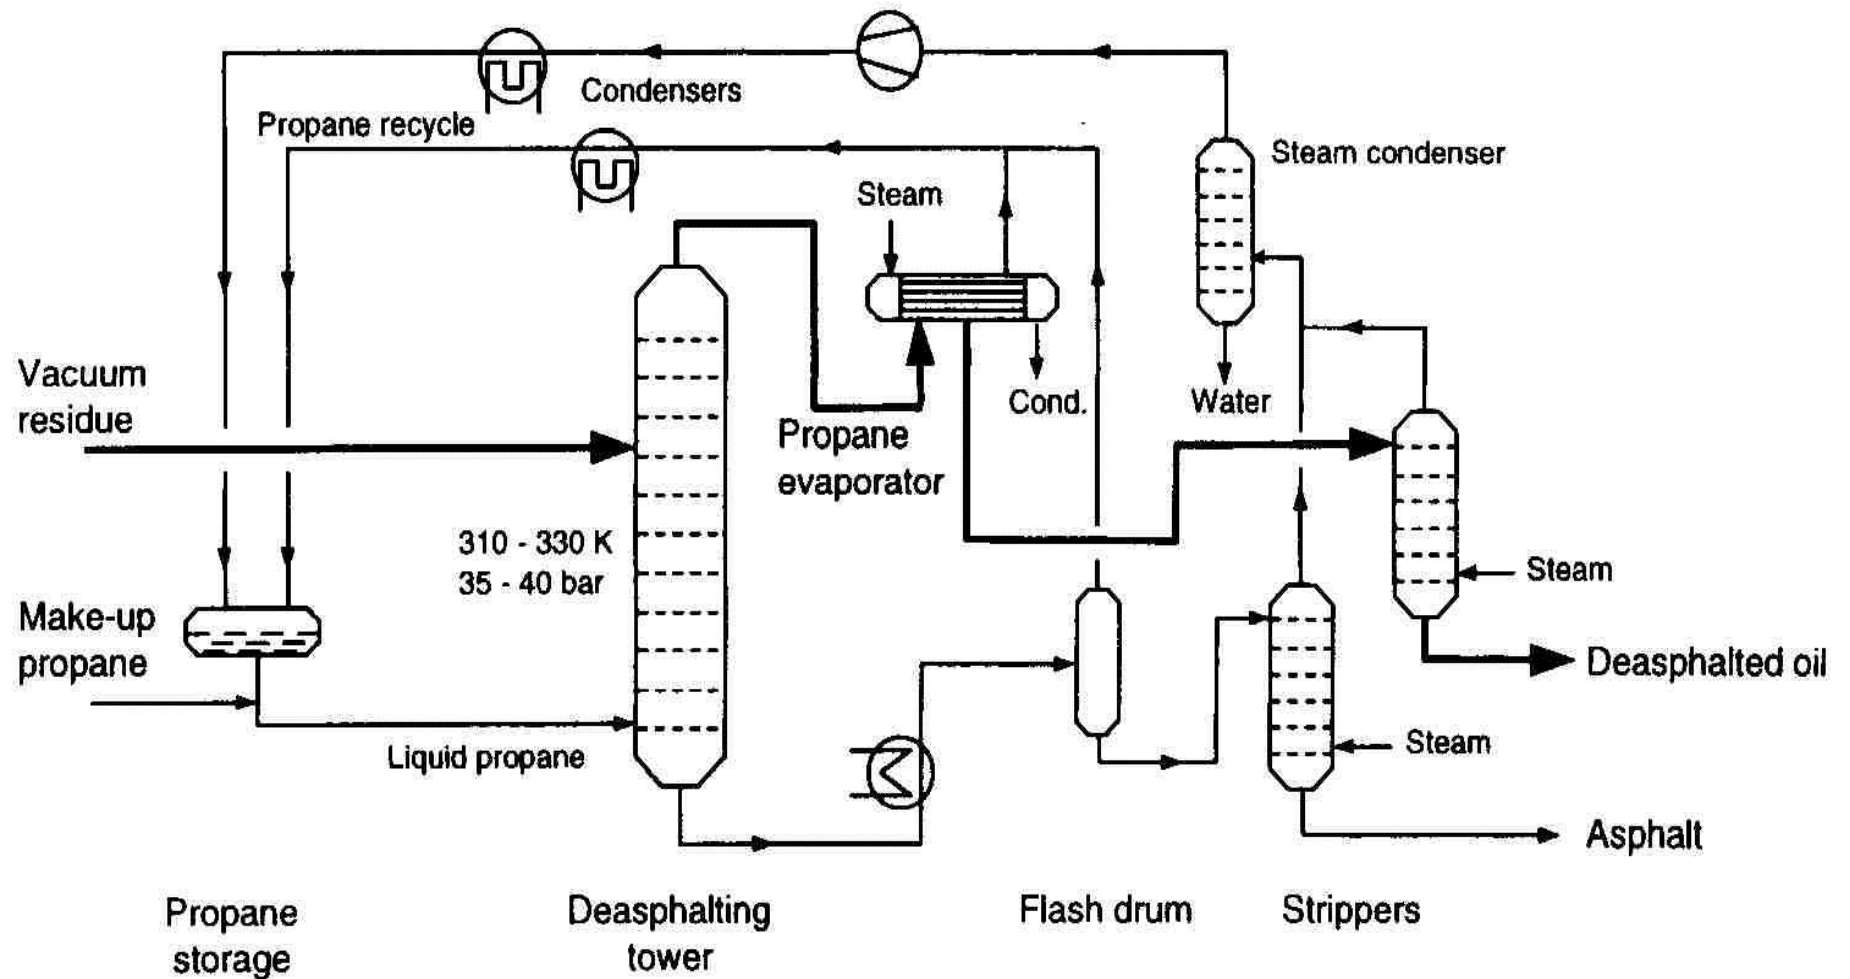 Condensers
Propane recycle
Steam condenser
Steam
Vacuum
residue
Cond.
Water
Propane
evaporator
310 - 330 K
35 - 40 bar
Steam
Make-up
propane
Deasphalted oil
Liquid propane
Steam
Asphalt
Propane
storage
Deasphalting
tower
Flash drum
Strippers